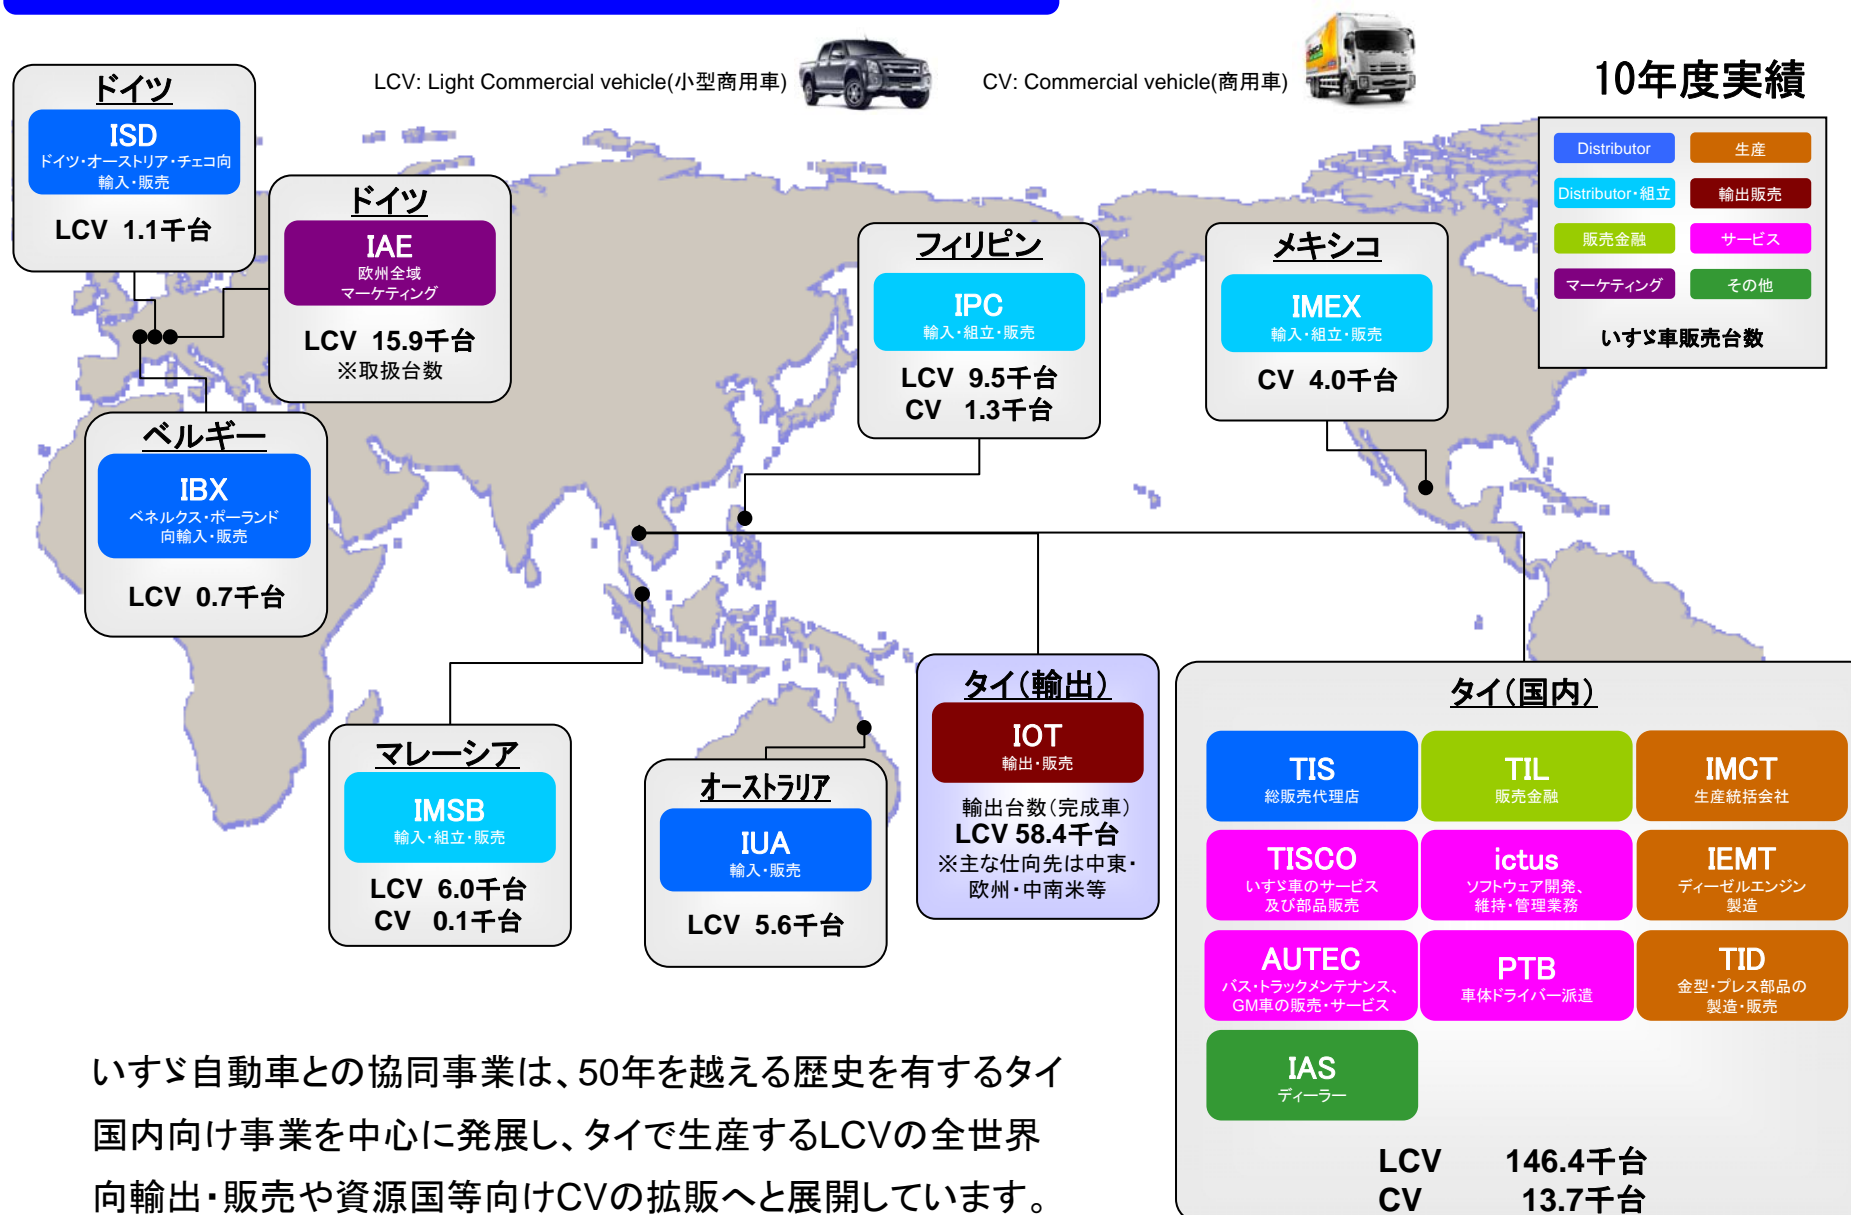 LCV: Light Commercial vehicle(小型商用車)
CV: Commercial vehicle(商用車)
10年度実績
Distributor
生産
Distributor・組立
輸出販売
販売金融
サービス
マーケティング
その他
いすゞ車販売台数
ドイツ
ISD
ドイツ・オーストリア・チェコ向
輸入・販売
LCV 1.1千台
ドイツ
IAE
欧州全域
マーケティング
LCV 15.9千台
※取扱台数
フィリピン
IPC
輸入・組立・販売
LCV 9.5千台
CV 1.3千台
メキシコ
IMEX
輸入・組立・販売
CV 4.0千台
ベルギー
IBX
ベネルクス・ポーランド
向輸入・販売
LCV 0.7千台
マレーシア
IMSB
輸入・組立・販売
LCV 6.0千台
CV 0.1千台
オーストラリア
IUA
輸入・販売
LCV 5.6千台
タイ(輸出)
IOT
輸出・販売
輸出台数(完成車)
LCV 58.4千台
※主な仕向先は中東・
欧州・中南米等
タイ(国内)
TIS
総販売代理店
TIL
販売金融
IMCT
生産統括会社
TISCO
いすゞ車のサービス
及び部品販売
ictus
ソフトウェア開発、
維持・管理業務
IEMT
ディーゼルエンジン
製造
AUTEC
バス・トラックメンテナンス、
GM車の販売・サービス
PTB
車体ドライバー派遣
TID
金型・プレス部品の
製造・販売
IAS
ディーラー
LCV 146.4千台
CV 13.7千台
いすゞ自動車との協同事業は、50年を越える歴史を有するタイ
国内向け事業を中心に発展し、タイで生産するLCVの全世界
向輸出・販売や資源国等向けCVの拡販へと展開しています。